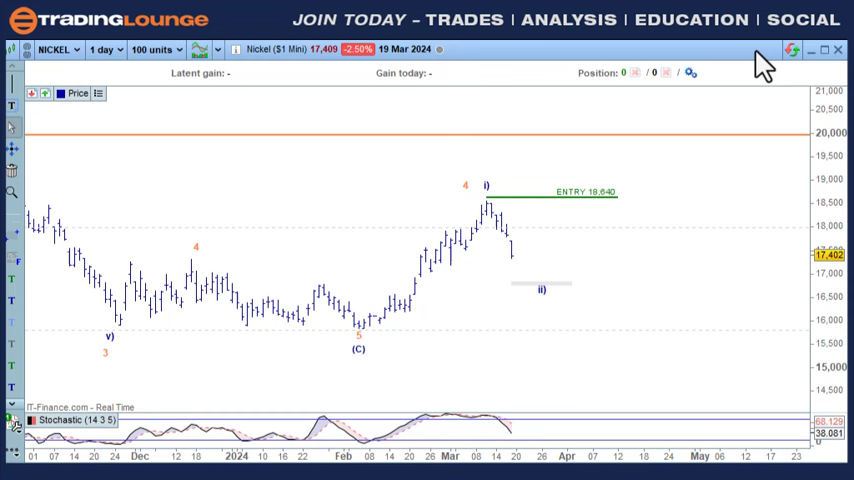 TRADINGLOUNGE
JOIN TODAY – TRADES | ANALYSIS | EDUCATION | SOCIAL
NICKEL 1 day 100 units Nickel ($1 Mini) 17,409 -2.50% 19 Mar 2024
Latent gain: - Gain today: - Position: 0 / 0 /
Price
21,000
20,500
20,000
19,500
19,000
4 i)
ENTRY 18,640
18,500
18,000
4
17,402
17,000
ii)
16,500
16,000
v)
5
15,500
3
(C)
15,000
14,500
IT-Finance.com - Real Time
Stochastic (14 3 5)
68.129
38.081
0
01 07 14 20 24 Dec 06 12 18 2024 10 16 22 Feb 08 14 20 Mar 08 14 20 26 Apr 07 12 18 23 May 06 12 17 23